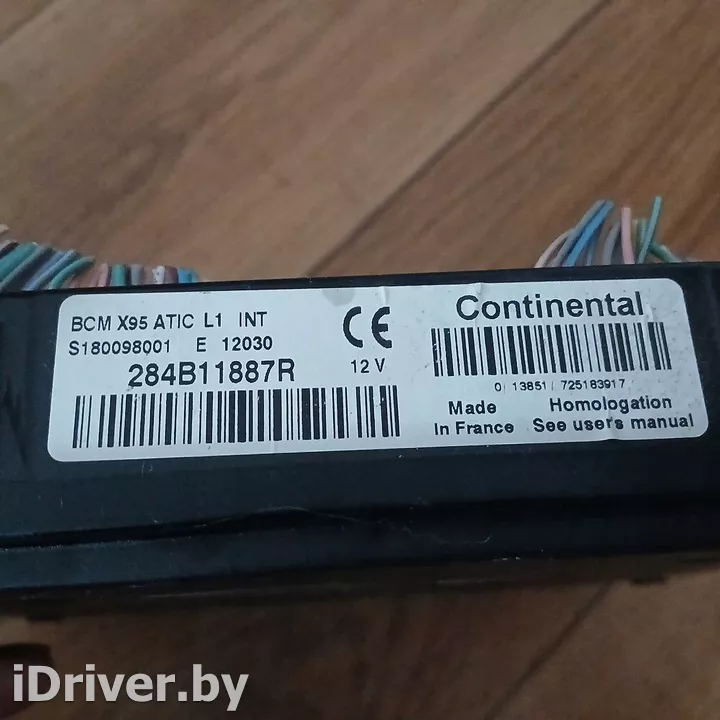 BCM X95 ATIC L1 INT
S180098001 E 12030
284B11887R
CE
12 V
Continental
0 13851 725183917
Made
In France
Homologation
See user's manual
iDriver.by